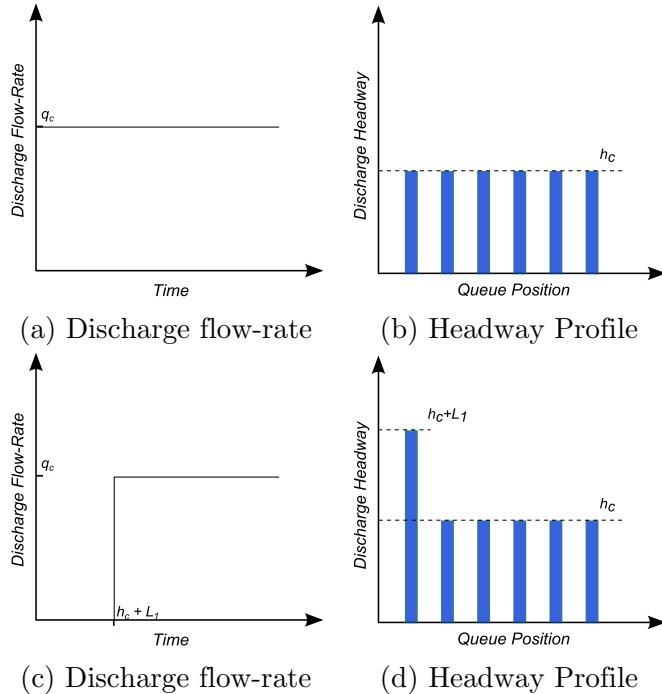 Discharge Flow-Rate
q_c
Time
(a) Discharge flow-rate
Discharge Headway
h_c
Queue Position
(b) Headway Profile
Discharge Flow-Rate
q_c
h_c + L_1
Time
(c) Discharge flow-rate
Discharge Headway
h_c+L_1
h_c
Queue Position
(d) Headway Profile